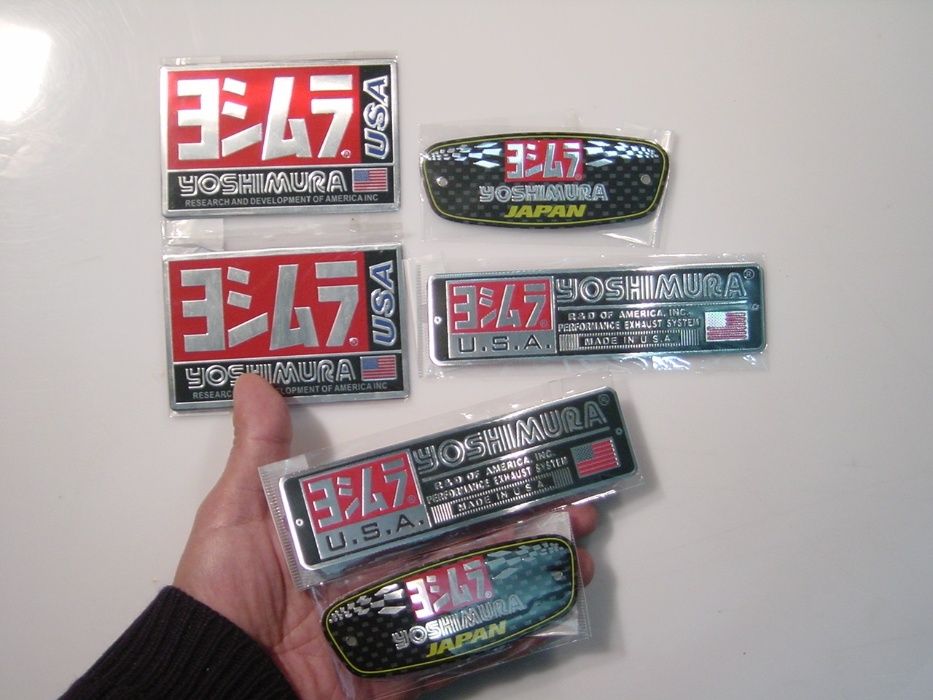 ヨシムラ® USA
YOSHIMURA
RESEARCH AND DEVELOPMENT OF AMERICA INC
ヨシムラ®
YOSHIMURA
JAPAN
ヨシムラ® USA
YOSHIMURA
RESEARCH AND DEVELOPMENT OF AMERICA INC
ヨシムラ®
U.S.A.
YOSHIMURA®
R&D OF AMERICA, INC.
PERFORMANCE EXHAUST SYSTEM
MADE IN U.S.A.
ヨシムラ®
U.S.A.
YOSHIMURA®
R&D OF AMERICA, INC.
PERFORMANCE EXHAUST SYSTEM
MADE IN U.S.A.
ヨシムラ®
YOSHIMURA
JAPAN